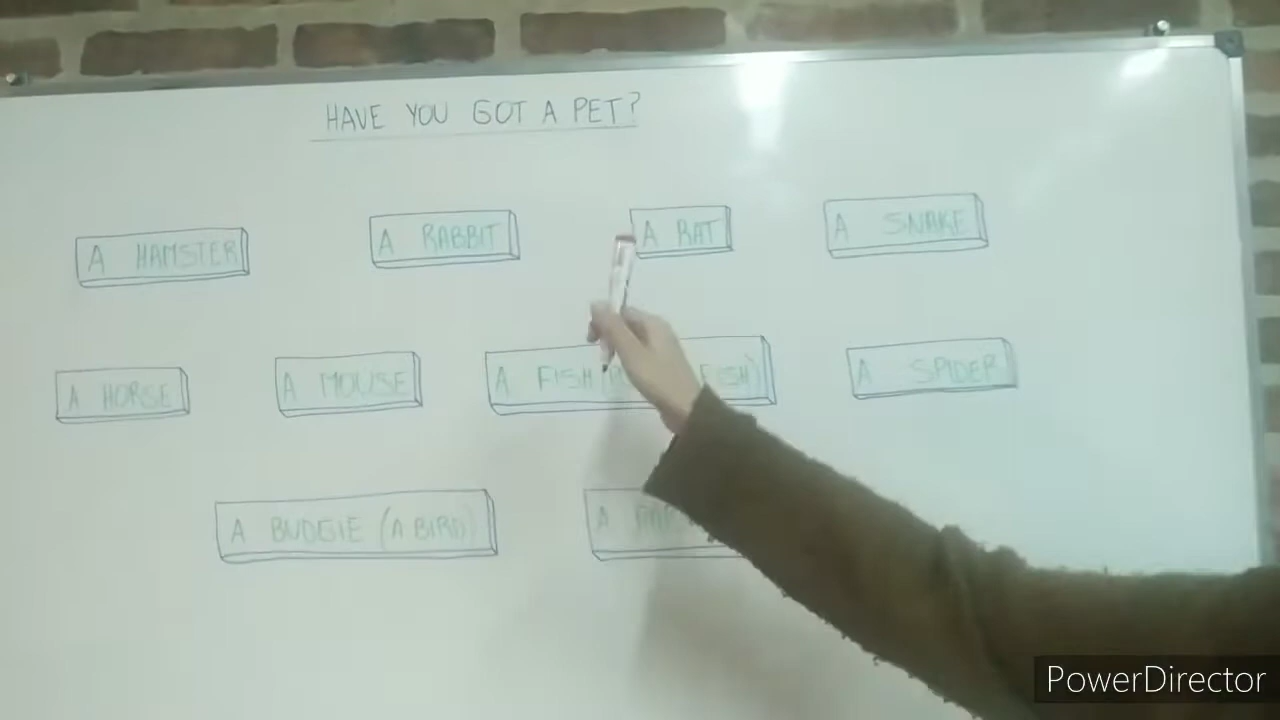 HAVE YOU GOT A PET?
A HAMSTER
A RABBIT
A RAT
A SNAKE
A HORSE
A MOUSE
A FISH FISH)
A SPIDER
A BUDGIE (A BIRD)
A
PowerDirector